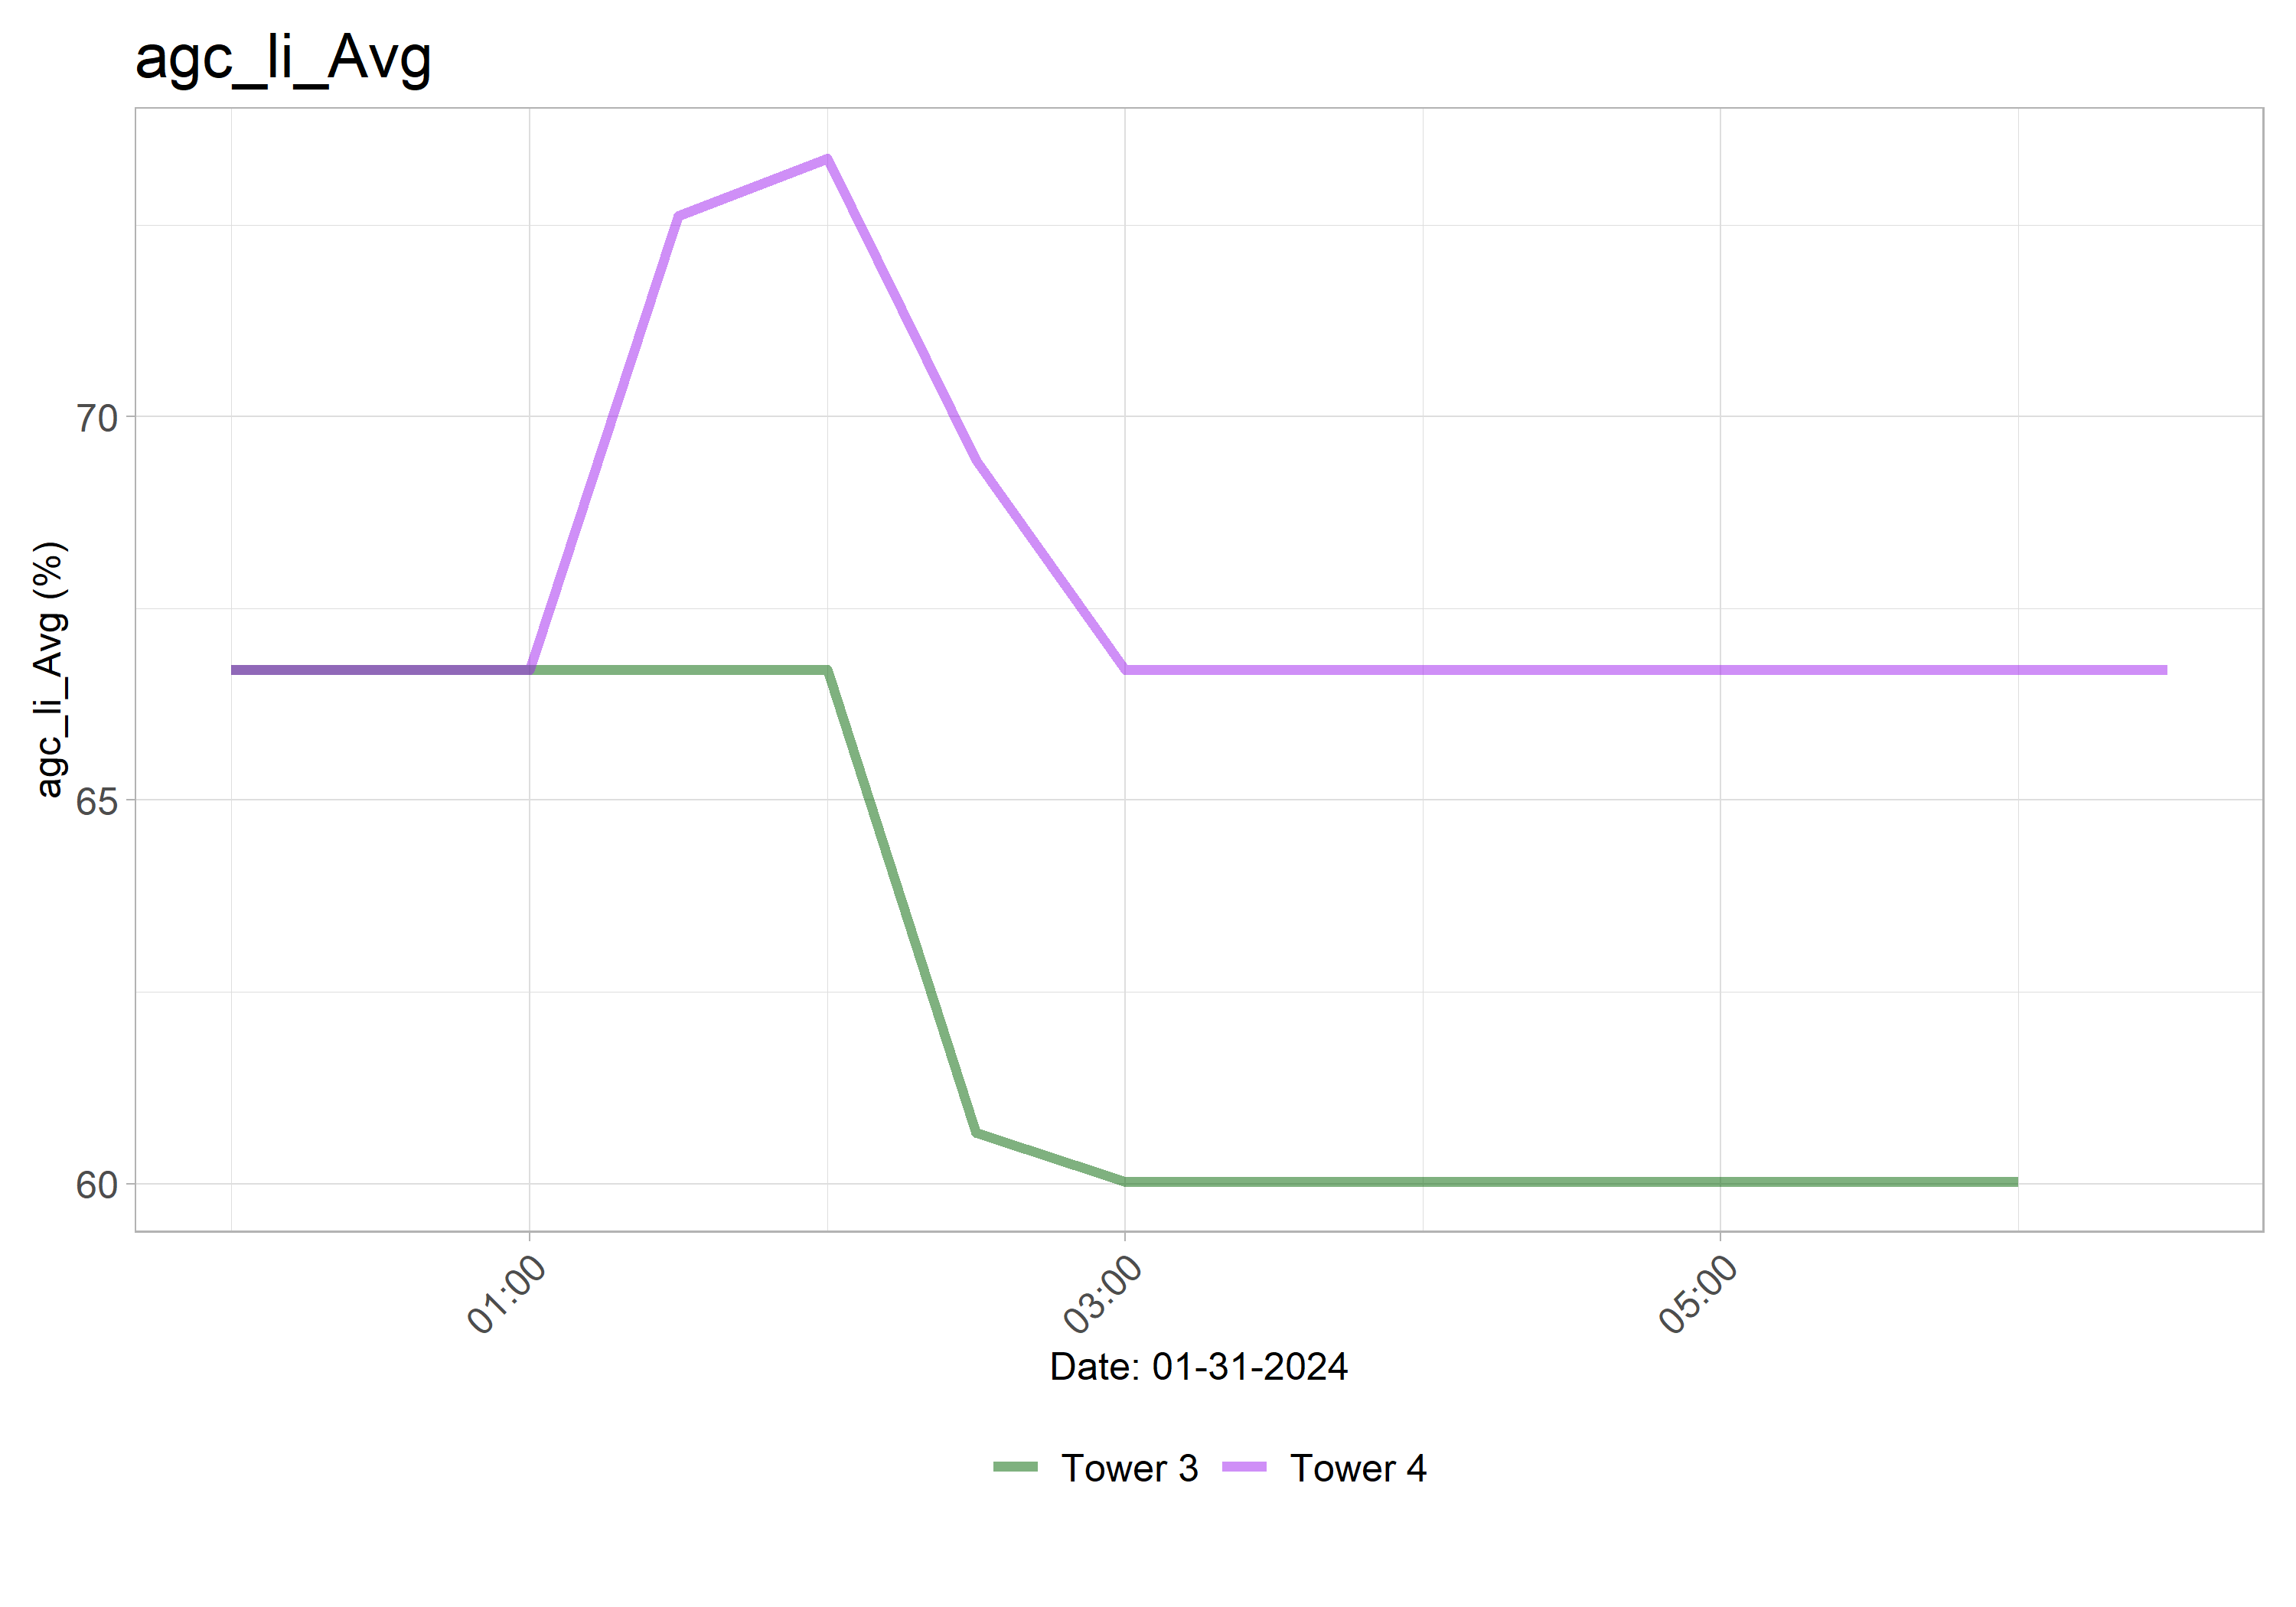 agc_li_Avg
agc_li_Avg (%)
70
65
60
01:00
03:00
05:00
Date: 01-31-2024
Tower 3
Tower 4